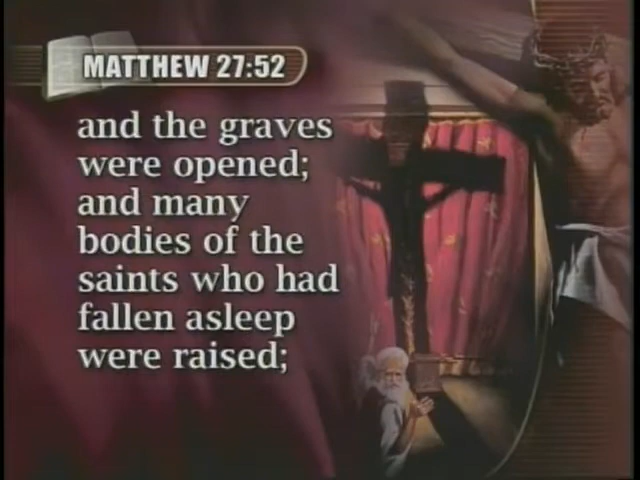 MATTHEW 27:52
and the graves
were opened;
and many
bodies of the
saints who had
fallen asleep
were raised;